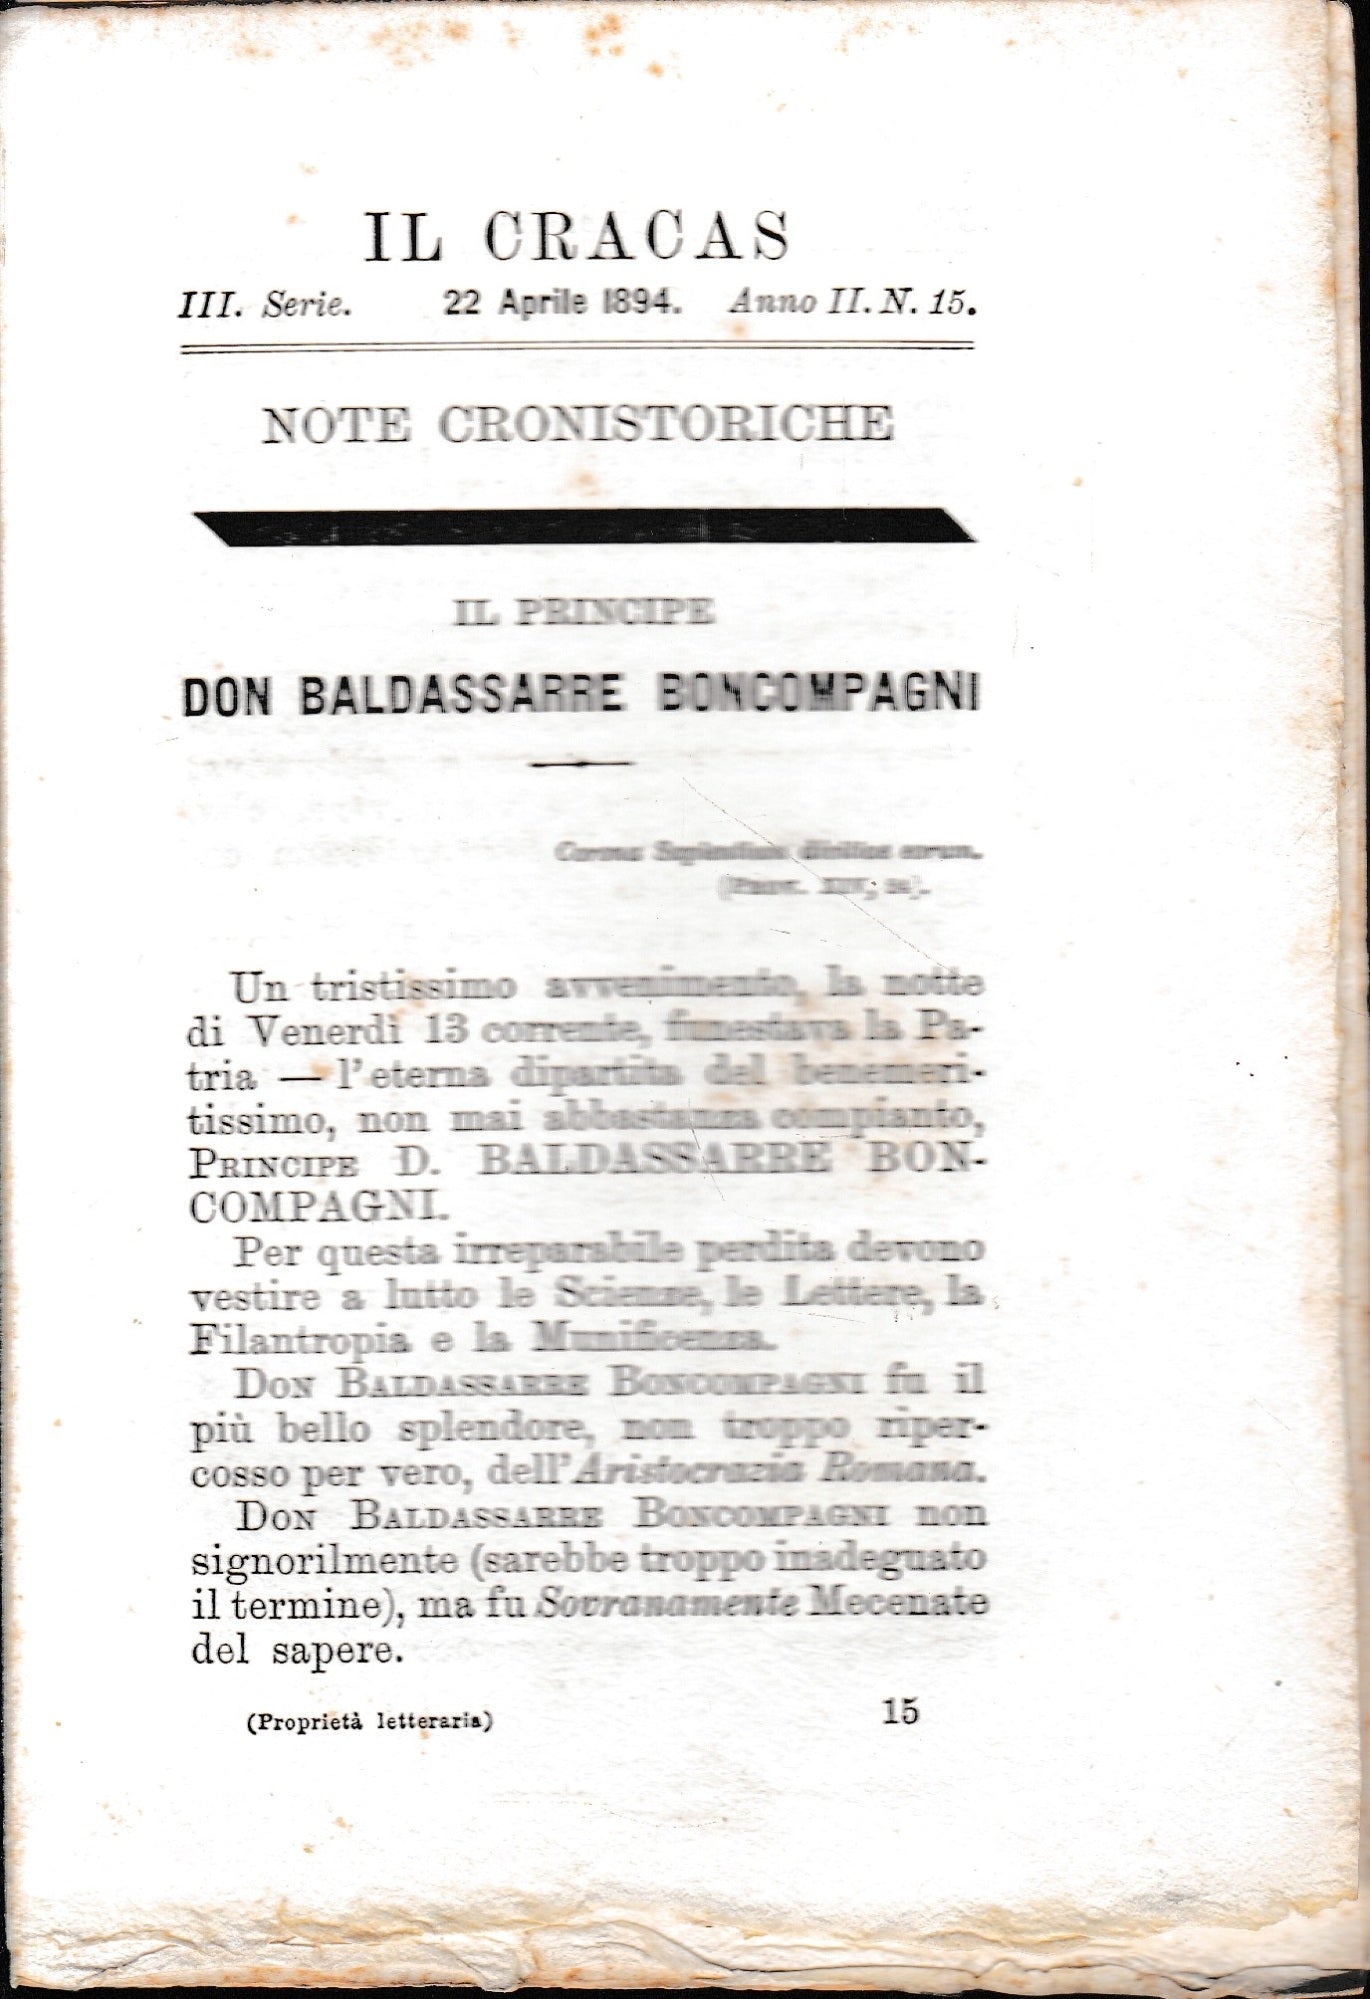 IL CRACAS
III. Serie. 22 Aprile 1894. Anno II. N. 15.
NOTE CRONISTORICHE
IL PRINCIPE
DON BALDASSARRE BONCOMPAGNI
Corona Sapientium divitiae eorum.
Un tristissimo avvenimento, la notte
di Venerdì 13 corrente, funestava la Pa-
tria — l'eterna dipartita del benemeri-
tissimo, non mai abbastanza compianto,
PRINCIPE D. BALDASSARRE BON-
COMPAGNI.
Per questa irreparabile perdita devono
vestire a lutto le Scienze, le Lettere, la
Filantropia e la Munificenza.
DON BALDASSARRE BONCOMPAGNI fu il
più bello splendore, non troppo riper-
cosso per vero, dell'Aristocrazia Romana.
DON BALDASSARRE BONCOMPAGNI non
signorilmente (sarebbe troppo inadeguato
il termine), ma fu Sovranamente Mecenate
del sapere.
(Proprietà letteraria) 15